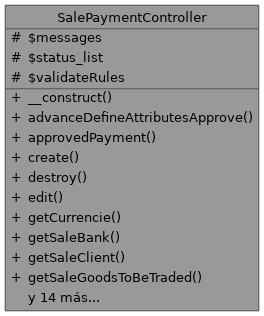 SalePaymentController
# $messages
# $status_list
# $validateRules
+ __construct()
+ advanceDefineAttributesApprove()
+ approvedPayment()
+ create()
+ destroy()
+ edit()
+ getCurrencie()
+ getSaleBank()
+ getSaleClient()
+ getSaleGoodsToBeTraded()
y 14 más...